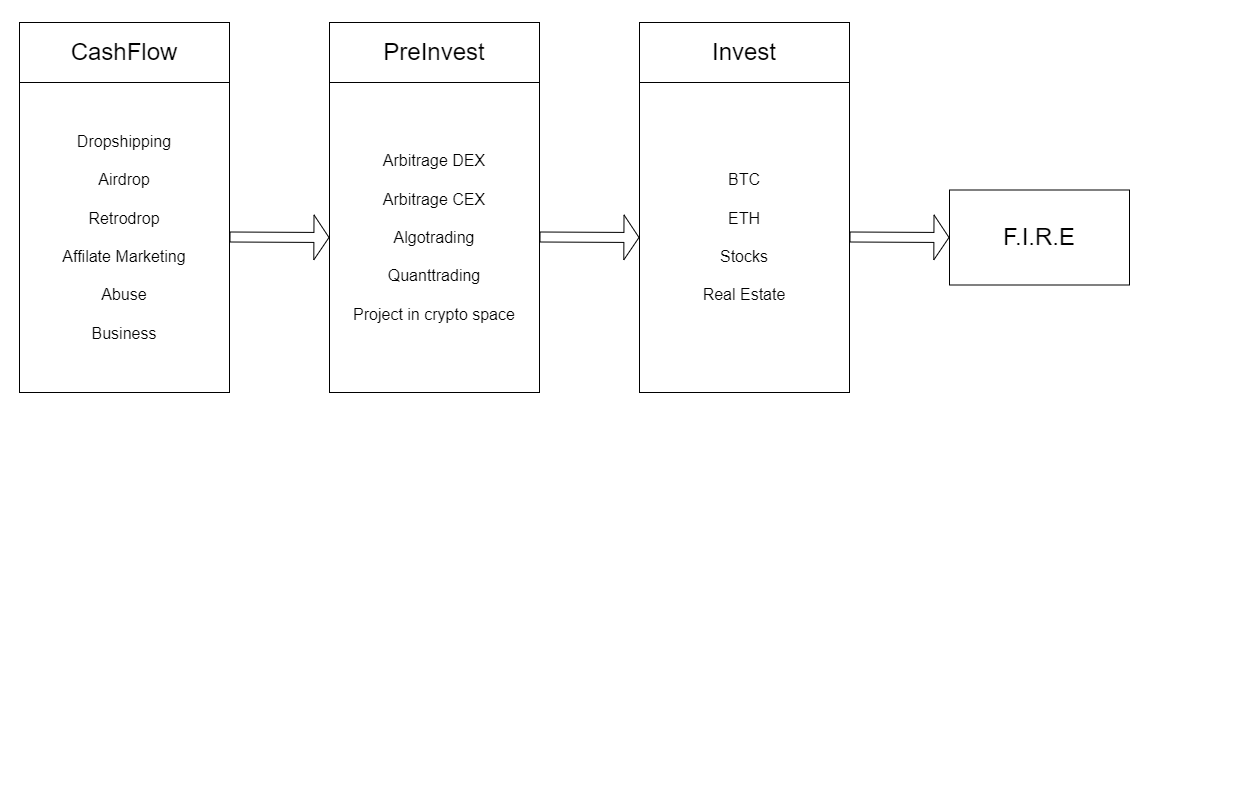 CashFlow
Dropshipping
Airdrop
Retrodrop
Affilate Marketing
Abuse
Business
PreInvest
Arbitrage DEX
Arbitrage CEX
Algotrading
Quanttrading
Project in crypto space
Invest
BTC
ETH
Stocks
Real Estate
F.I.R.E